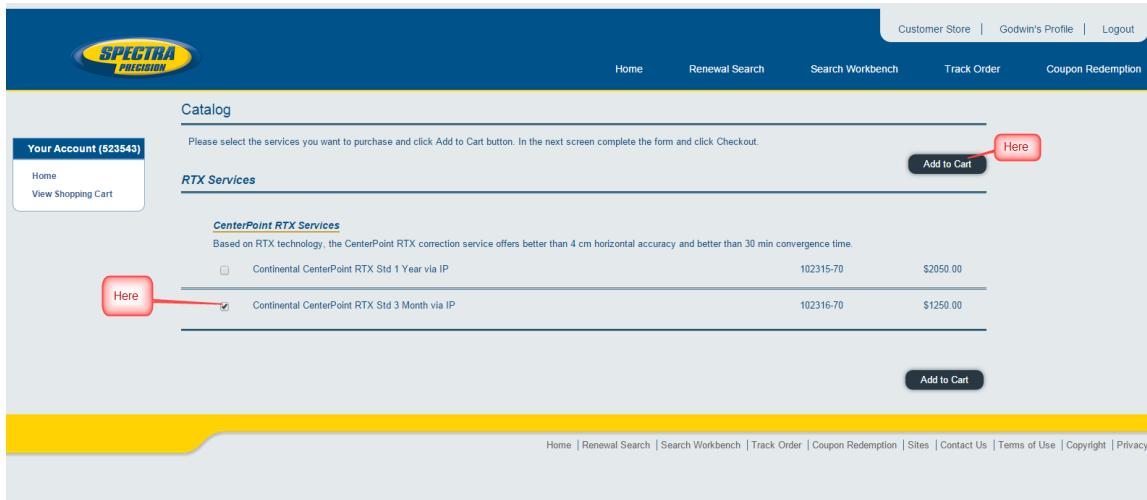 Customer Store | Godwin's Profile | Logout
SPECTRA
PRECISION
Home Renewal Search Search Workbench Track Order Coupon Redemption
Catalog
Please select the services you want to purchase and click Add to Cart button. In the next screen complete the form and click Checkout.
Your Account (523543)
Home
View Shopping Cart
Here
Add to Cart
RTX Services
CenterPoint RTX Services
Based on RTX technology, the CenterPoint RTX correction service offers better than 4 cm horizontal accuracy and better than 30 min convergence time.
Continental CenterPoint RTX Std 1 Year via IP 102315-70 $2050.00
Here
Continental CenterPoint RTX Std 3 Month via IP 102316-70 $1250.00
Add to Cart
Home | Renewal Search | Search Workbench | Track Order | Coupon Redemption | Sites | Contact Us | Terms of Use | Copyright | Privacy